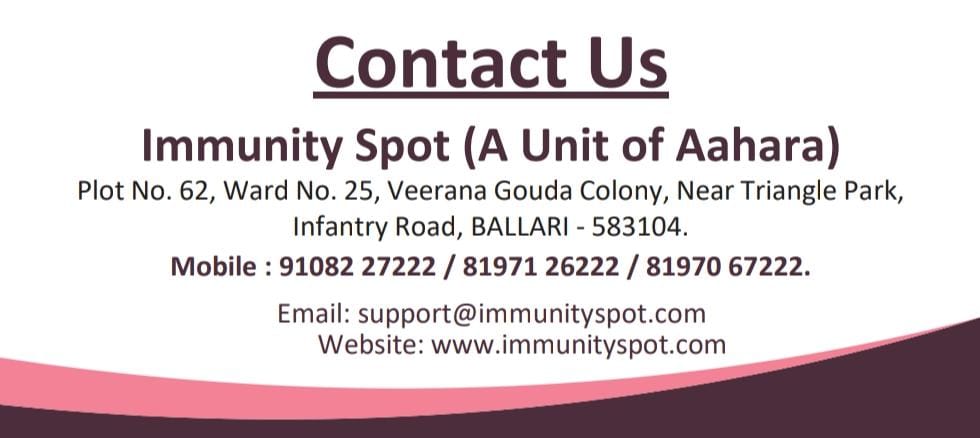 Contact Us
Immunity Spot (A Unit of Aahara)
Plot No. 62, Ward No. 25, Veerana Gouda Colony, Near Triangle Park,
Infantry Road, BALLARI - 583104.
Mobile : 91082 27222 / 81971 26222 / 81970 67222.
Email: support@immunityspot.com
Website: www.immunityspot.com